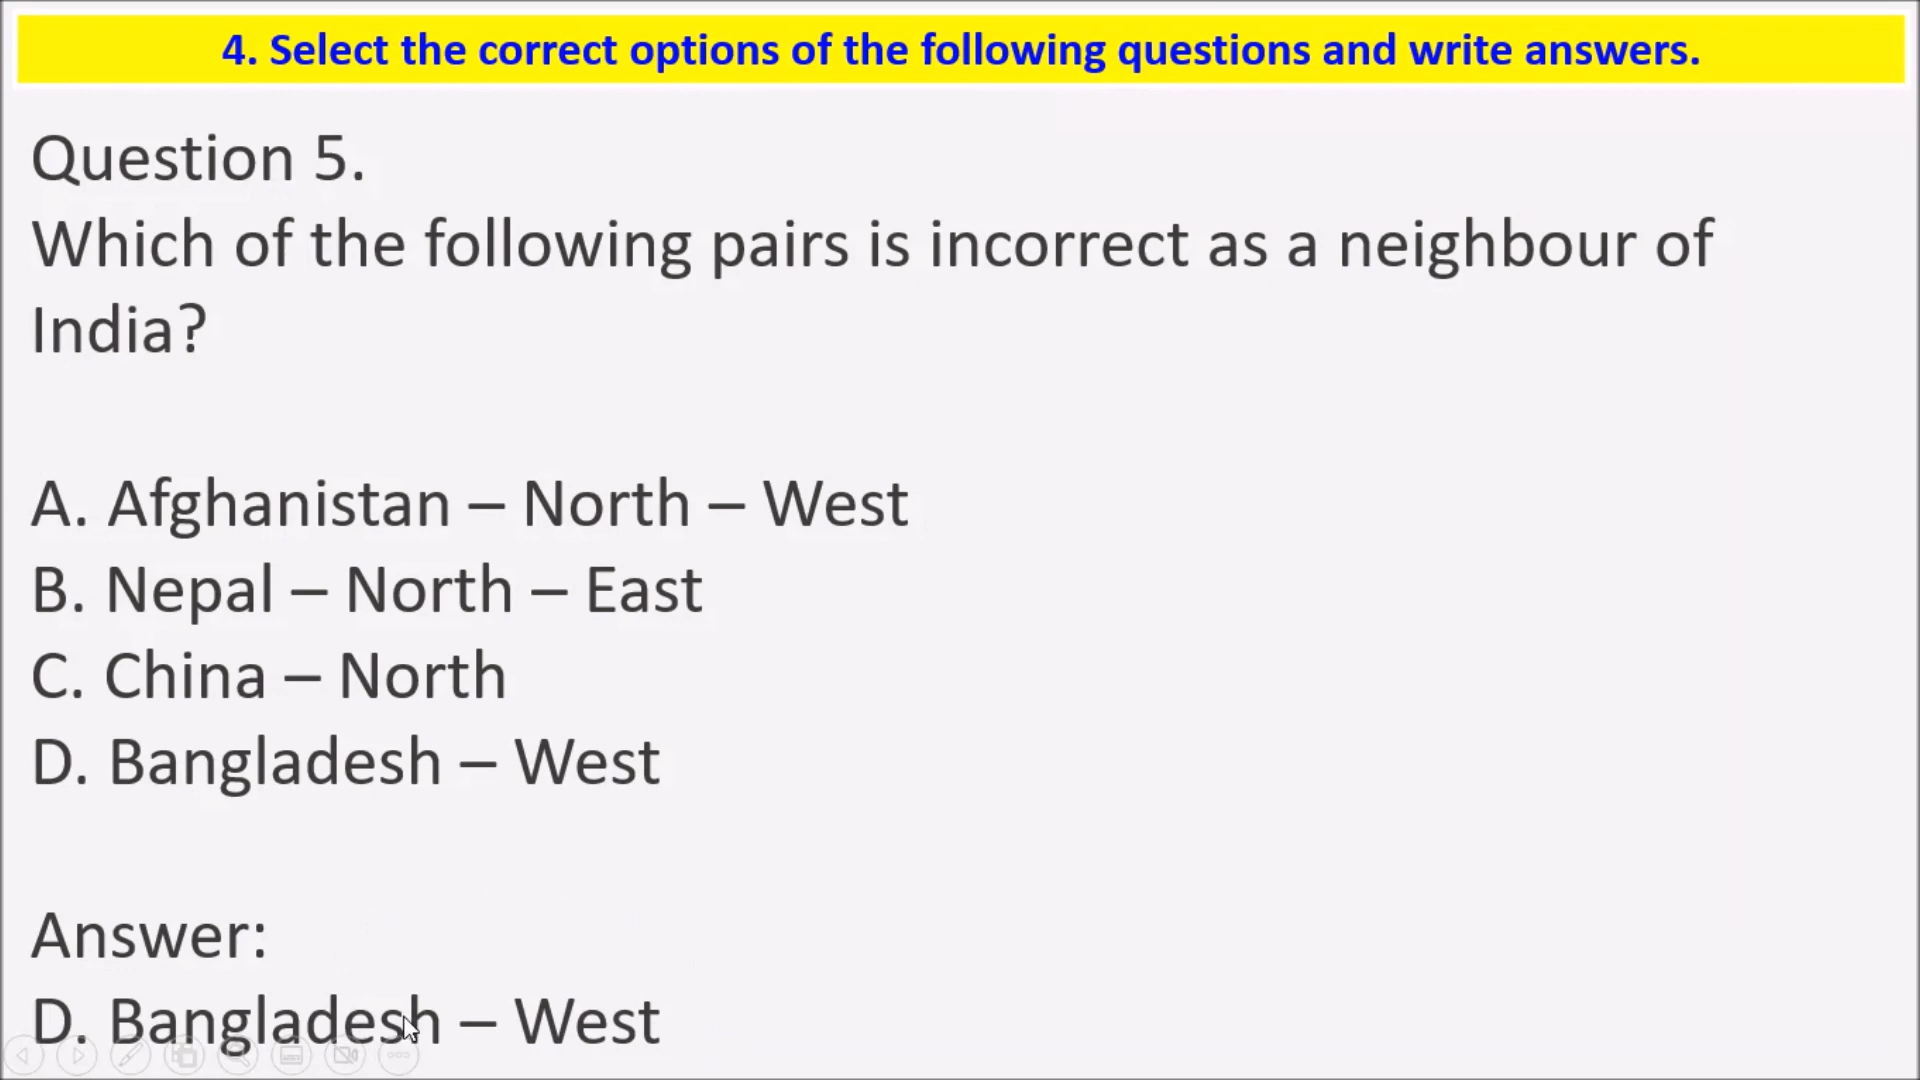 4. Select the correct options of the following questions and write answers.
Question 5.
Which of the following pairs is incorrect as a neighbour of
India?
A. Afghanistan – North – West
B. Nepal – North – East
C. China – North
D. Bangladesh – West
Answer:
D. Bangladesh – West